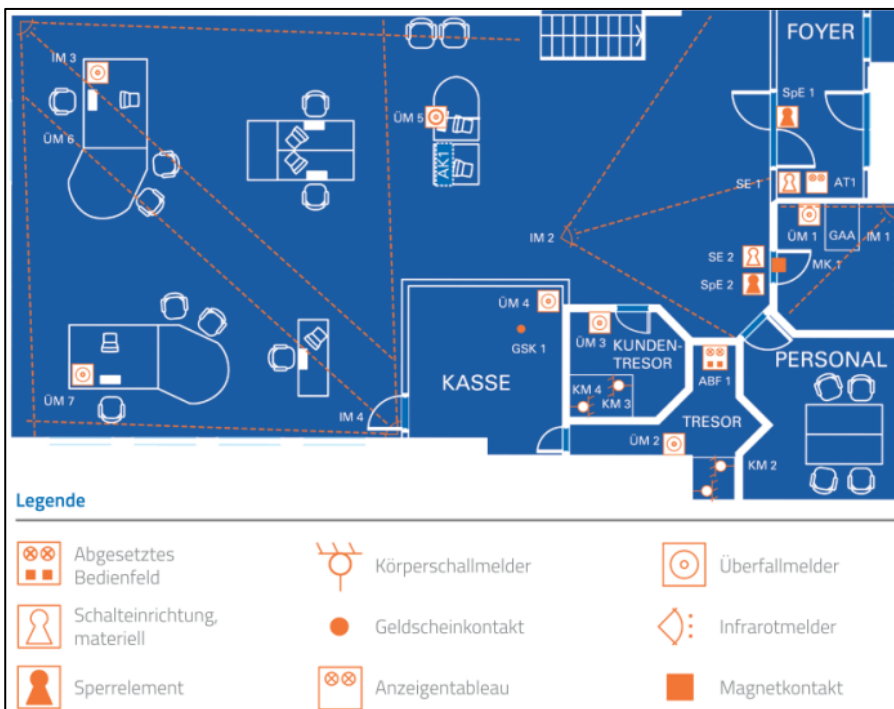 FOYER
IM 3
SpE 1
ÜM 5
ÜM 6
AK1
SE 1
AT1
IM 2
ÜM 1
GAA
IM 1
SE 2
MK 1
SpE 2
ÜM 4
GSK 1
ÜM 3
KUNDEN-
TRESOR
PERSONAL
KASSE
ABF 1
KM 4
KM 3
ÜM 7
IM 4
TRESOR
ÜM 2
KM 2
Legende
Abgesetztes
Bedienfeld
Körperschallmelder
Überfallmelder
Schalteinrichtung,
materiell
Geldscheinkontakt
Infrarotmelder
Sperrelement
Anzeigentableau
Magnetkontakt